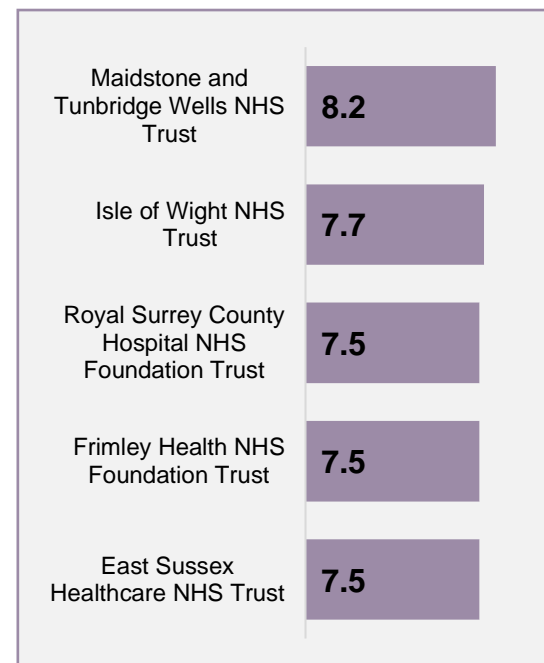 Maidstone and
Tunbridge Wells NHS
Trust
8.2
Isle of Wight NHS
Trust
7.7
Royal Surrey County
Hospital NHS
Foundation Trust
7.5
Frimley Health NHS
Foundation Trust
7.5
East Sussex
Healthcare NHS Trust
7.5